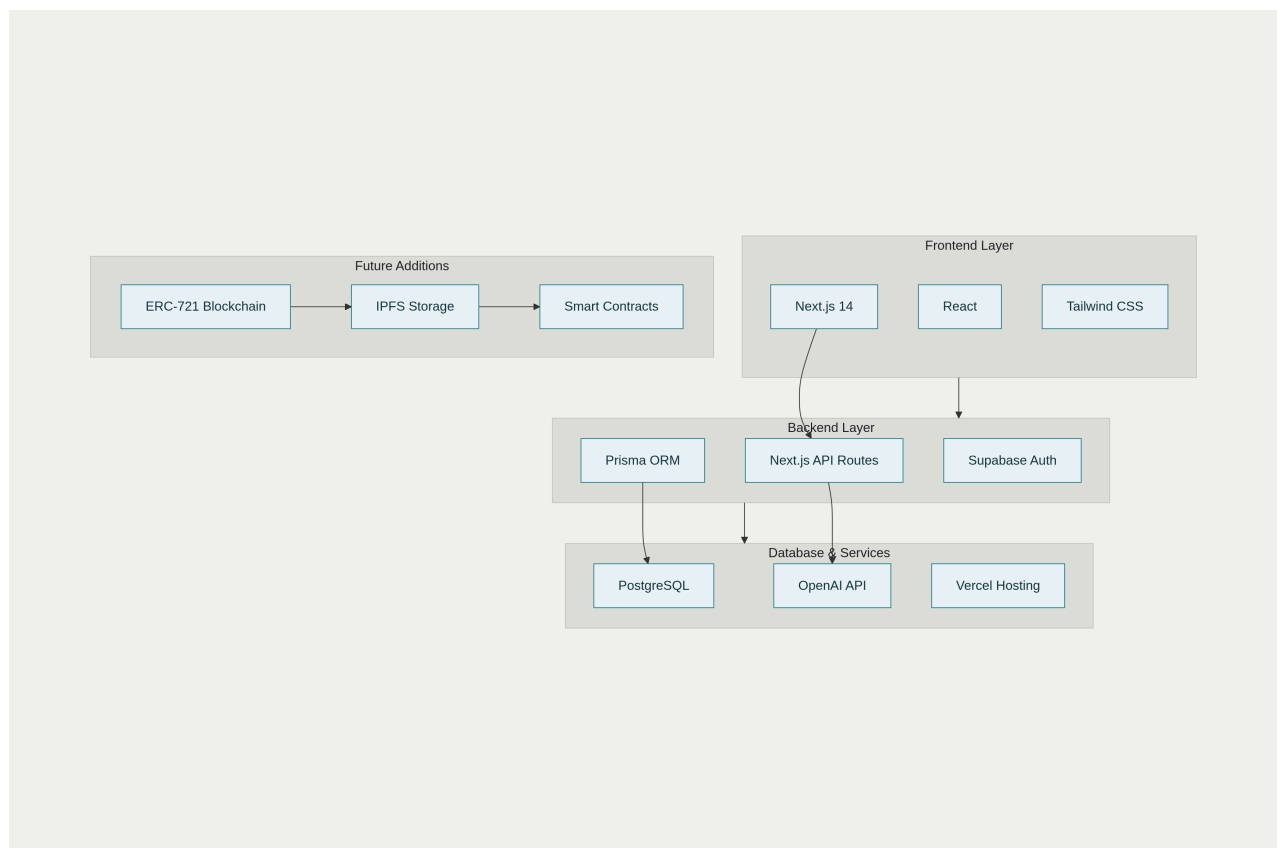 Future Additions
ERC-721 Blockchain
IPFS Storage
Smart Contracts
Frontend Layer
Next.js 14
React
Tailwind CSS
Backend Layer
Prisma ORM
Next.js API Routes
Supabase Auth
Database & Services
PostgreSQL
OpenAI API
Vercel Hosting